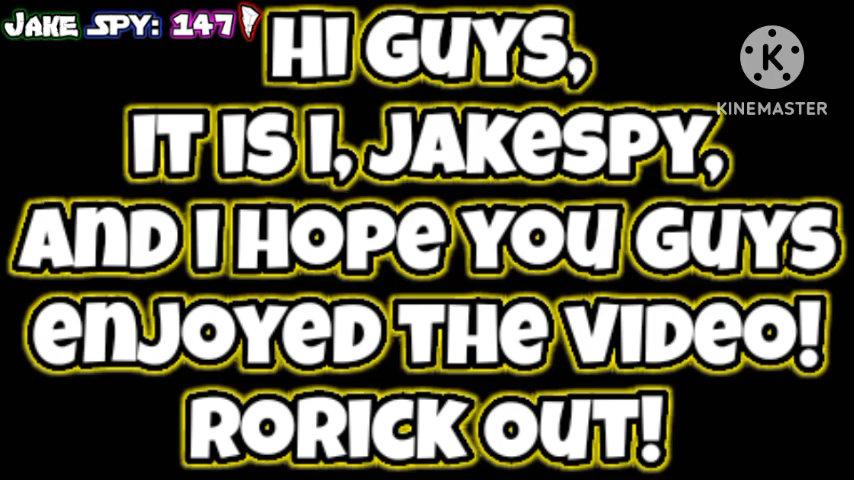 JAKE SPY: 147
HI GUYS,
IT IS I, JAKESPY,
AND I HOPE YOU GUYS
ENJOYED THE VIDEO!
RORICK OUT!
K
KINEMASTER